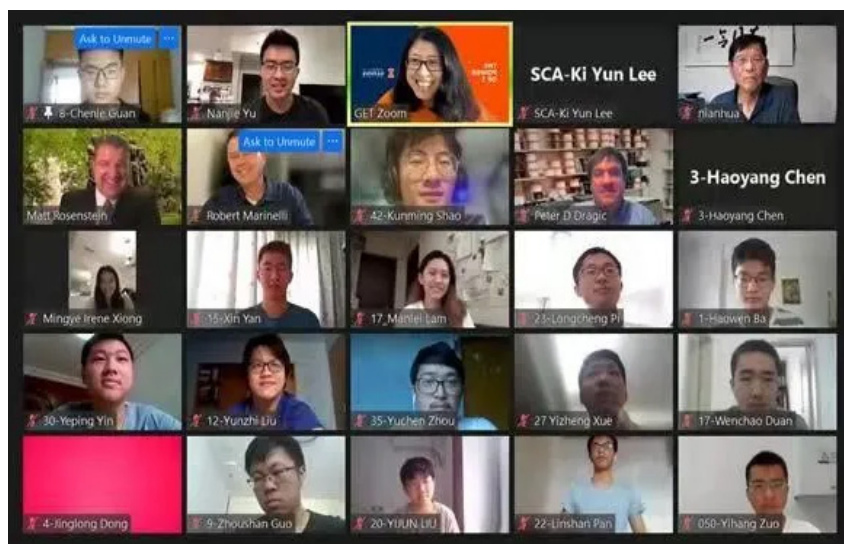 Ask to Unmute
8-Chenle Guan
Nanjie Yu
GET Zoom
SCA-Ki Yun Lee
SCA-Ki Yun Lee
nianhua
Matt Rosenstein
Ask to Unmute
Robert Marinelli
42-Kunming Shao
Peter D Dragic
3-Haoyang Chen
3-Haoyang Chen
Mingye Irene Xiong
15-Xin Yan
17_Manlei Lam
23-Longcheng Pi
1-Haowen Ba
30-Yeping Yin
12-Yunzhi Liu
35-Yuchen Zhou
27 Yizheng Xue
17-Wenchao Duan
4-Jinglong Dong
9-Zhoushan Guo
20-YIJUN LIU
22-Linshan Pan
050-Yihang Zuo